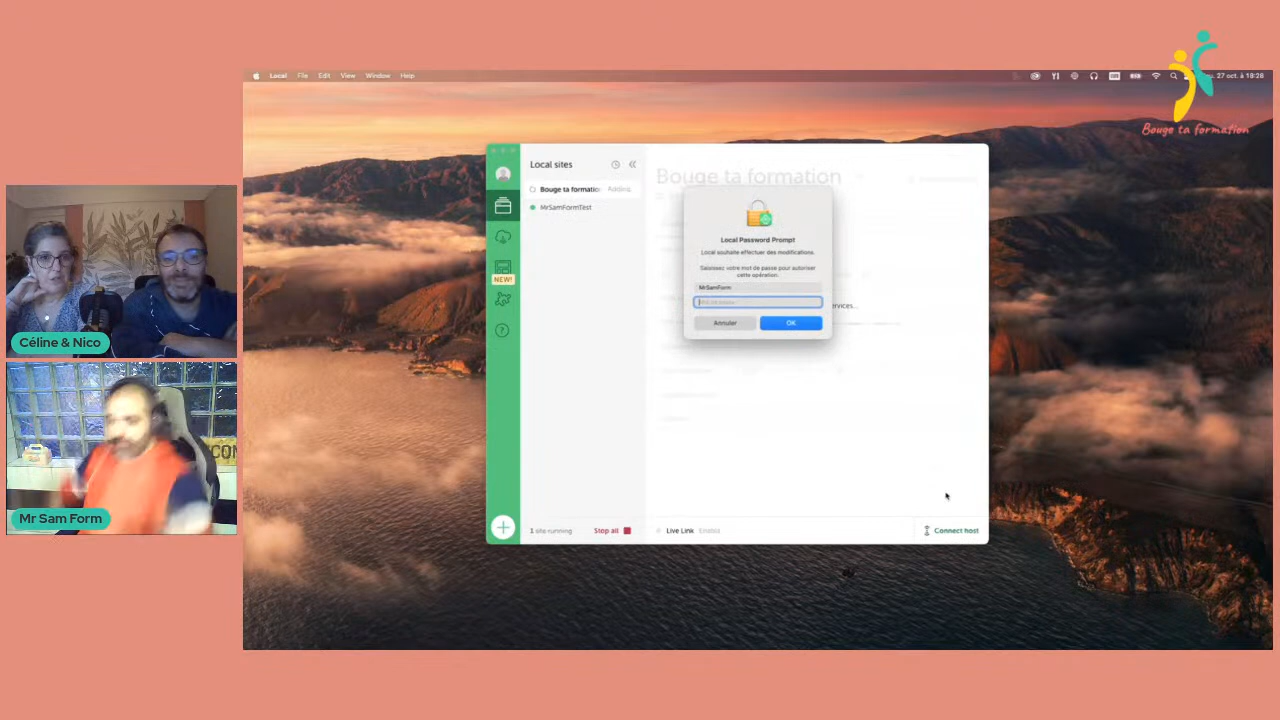 Local File Edit View Window Help
27 oct. à 18:28
Bouge ta formation
Local sites
Bouge ta formation
Bouge ta formatio Adding
MrSamFormTest
NEW!
Local Password Prompt
Local souhaite effectuer des modifications.
Saisissez votre mot de passe pour autoriser
cette opération.
MrSamForm
ervices...
Annuler OK
Céline & Nico
CON
Mr Sam Form
1 site running Stop all Live Link Enable Connect host